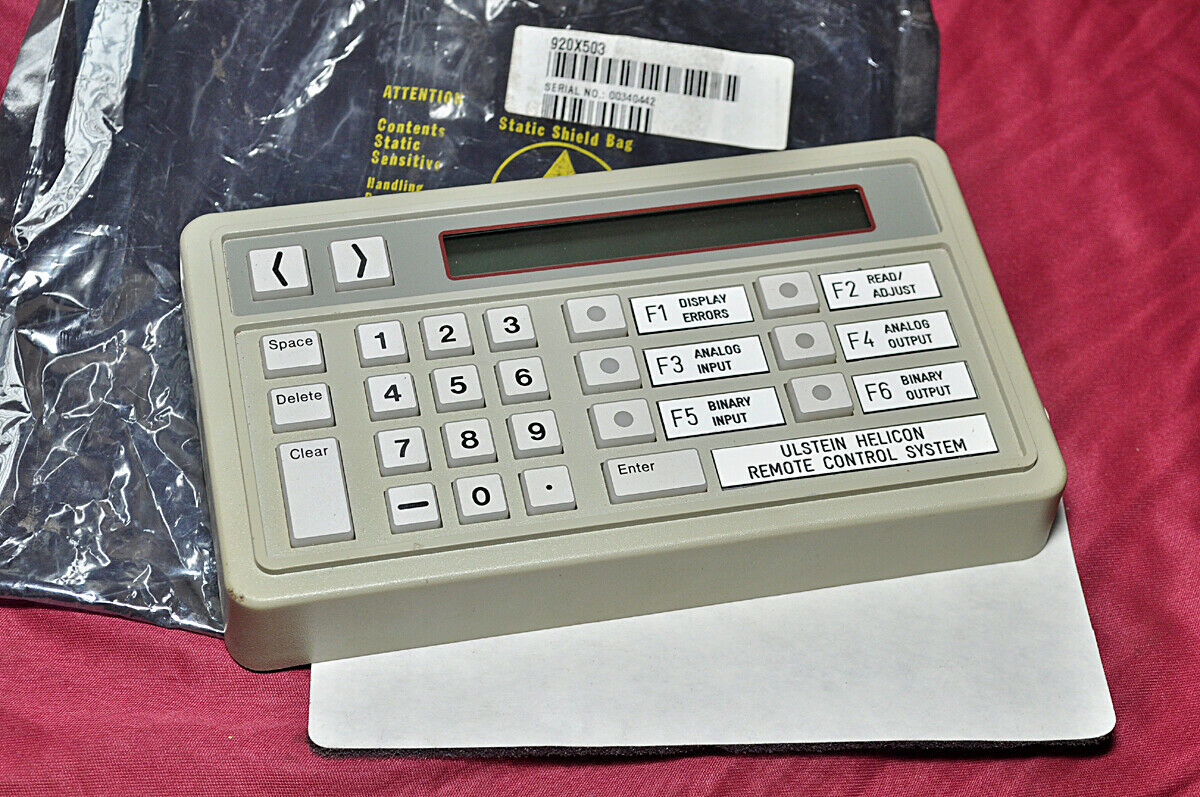 920X503
SERIAL NO.: 00340442
ATTENTION
Contents
Static
Sensitive
Handling
Static Shield Bag
< >
Space
Delete
Clear
1 2 3
4 5 6
7 8 9
- 0 .
F1 DISPLAY
ERRORS
F2 READ/
ADJUST
F3 ANALOG
INPUT
F4 ANALOG
OUTPUT
F5 BINARY
INPUT
F6 BINARY
OUTPUT
Enter
ULSTEIN HELICON
REMOTE CONTROL SYSTEM